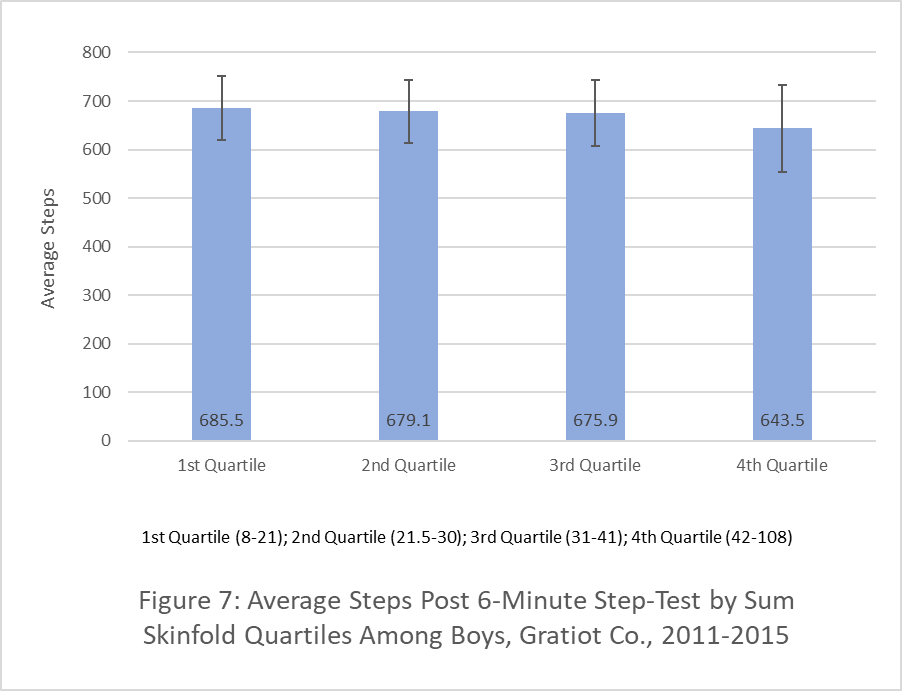 800
700
600
500
400
300
200
100
0
Average Steps
685.5
679.1
675.9
643.5
1st Quartile
2nd Quartile
3rd Quartile
4th Quartile
1st Quartile (8-21); 2nd Quartile (21.5-30); 3rd Quartile (31-41); 4th Quartile (42-108)
Figure 7: Average Steps Post 6-Minute Step-Test by Sum
Skinfold Quartiles Among Boys, Gratiot Co., 2011-2015